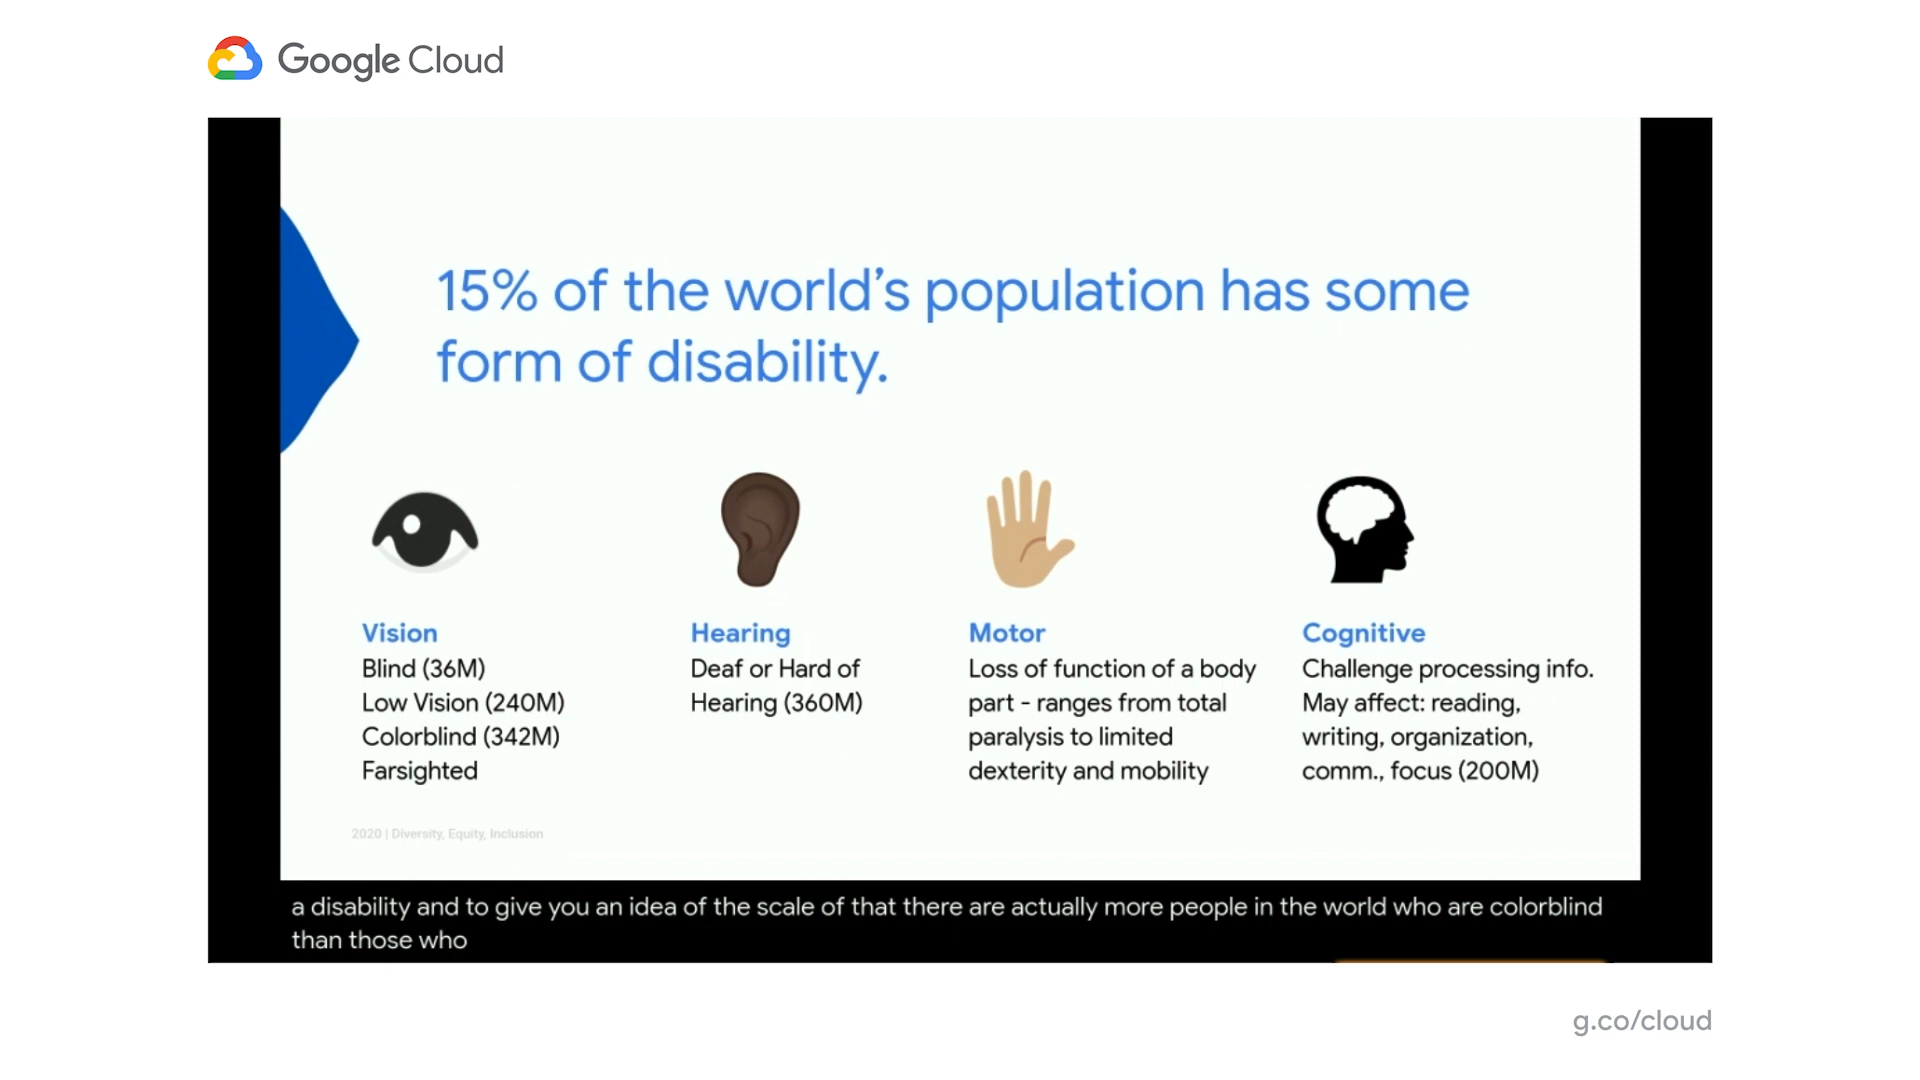 Google Cloud
15% of the world's population has some
form of disability.
Vision
Blind (36M)
Low Vision (240M)
Colorblind (342M)
Farsighted
Hearing
Deaf or Hard of
Hearing (360M)
Motor
Loss of function of a body
part - ranges from total
paralysis to limited
dexterity and mobility
Cognitive
Challenge processing info.
May affect: reading,
writing, organization,
comm., focus (200M)
2020 | Diversity, Equity, Inclusion
a disability and to give you an idea of the scale of that there are actually more people in the world who are colorblind
than those who
g.co/cloud